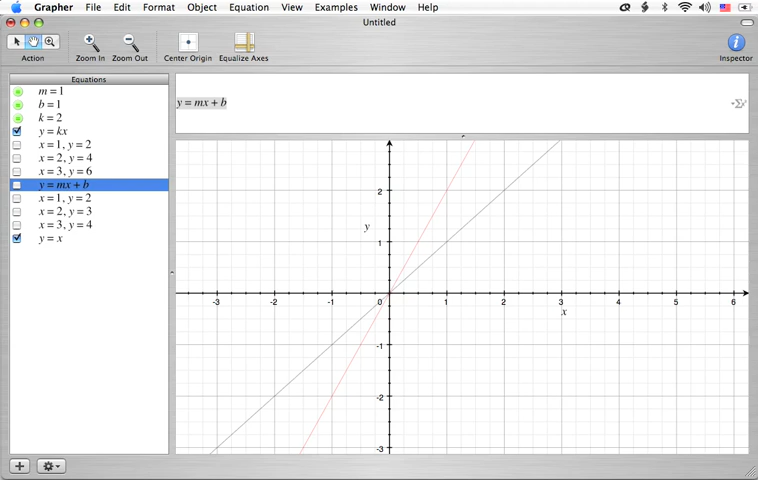 Grapher File Edit Format Object Equation View Examples Window Help
Untitled
Action Zoom In Zoom Out Center Origin Equalize Axes Inspector
Equations
m = 1
b = 1
k = 2
y = kx
x = 1, y = 2
x = 2, y = 4
x = 3, y = 6
y = mx + b
x = 1, y = 2
x = 2, y = 3
x = 3, y = 4
y = x
y = mx + b
2
y
1
-3 -2 -1 0 1 2 3 4 5 6
x
-1
-2
-3